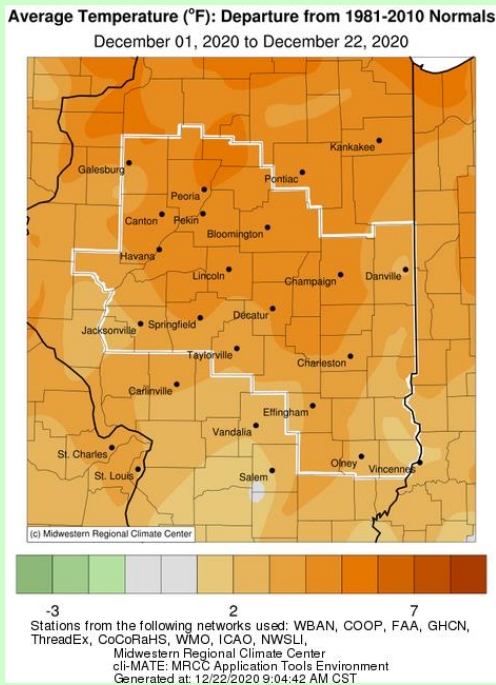 Average Temperature (°F): Departure from 1981-2010 Normals
December 01, 2020 to December 22, 2020
Kankakee
Galesburg
Pontiac
Peoria
Canton
Pekin
Bloomington
Havana
Lincoln
Champaign
Danville
Decatur
Jacksonville
Springfield
Taylorville
Charleston
Carlinville
Effingham
Vandalia
St. Charles
Olney
Vincennes
St. Louis
Salem
(c) Midwestern Regional Climate Center
-3 2 7
Stations from the following networks used: WBAN, COOP, FAA, GHCN,
ThreadEx, CoCoRaHS, WMO, ICAO, NWSLI,
Midwestern Regional Climate Center
cli-MATE: MRCC Application Tools Environment
Generated at: 12/22/2020 9:04:42 AM CST